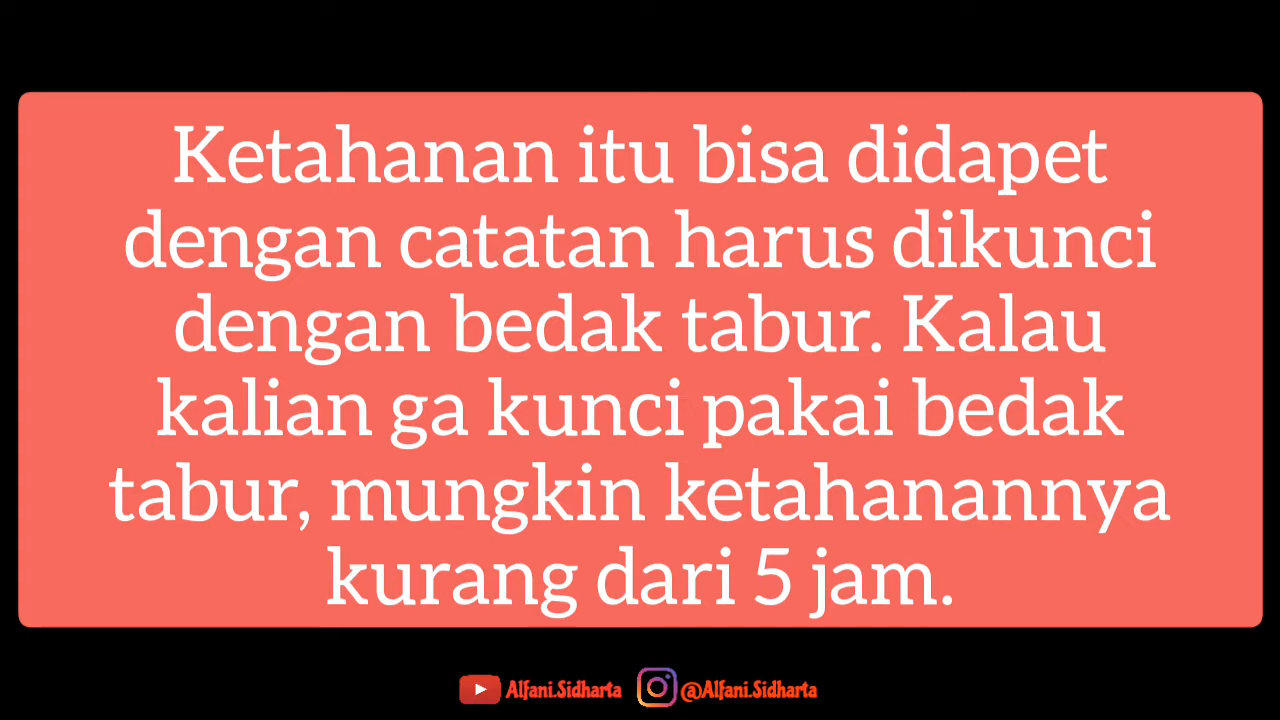 Ketahanan itu bisa didapet
dengan catatan harus dikunci
dengan bedak tabur. Kalau
kalian ga kunci pakai bedak
tabur, mungkin ketahanannya
kurang dari 5 jam.
Alfani.Sidharta @Alfani.Sidharta